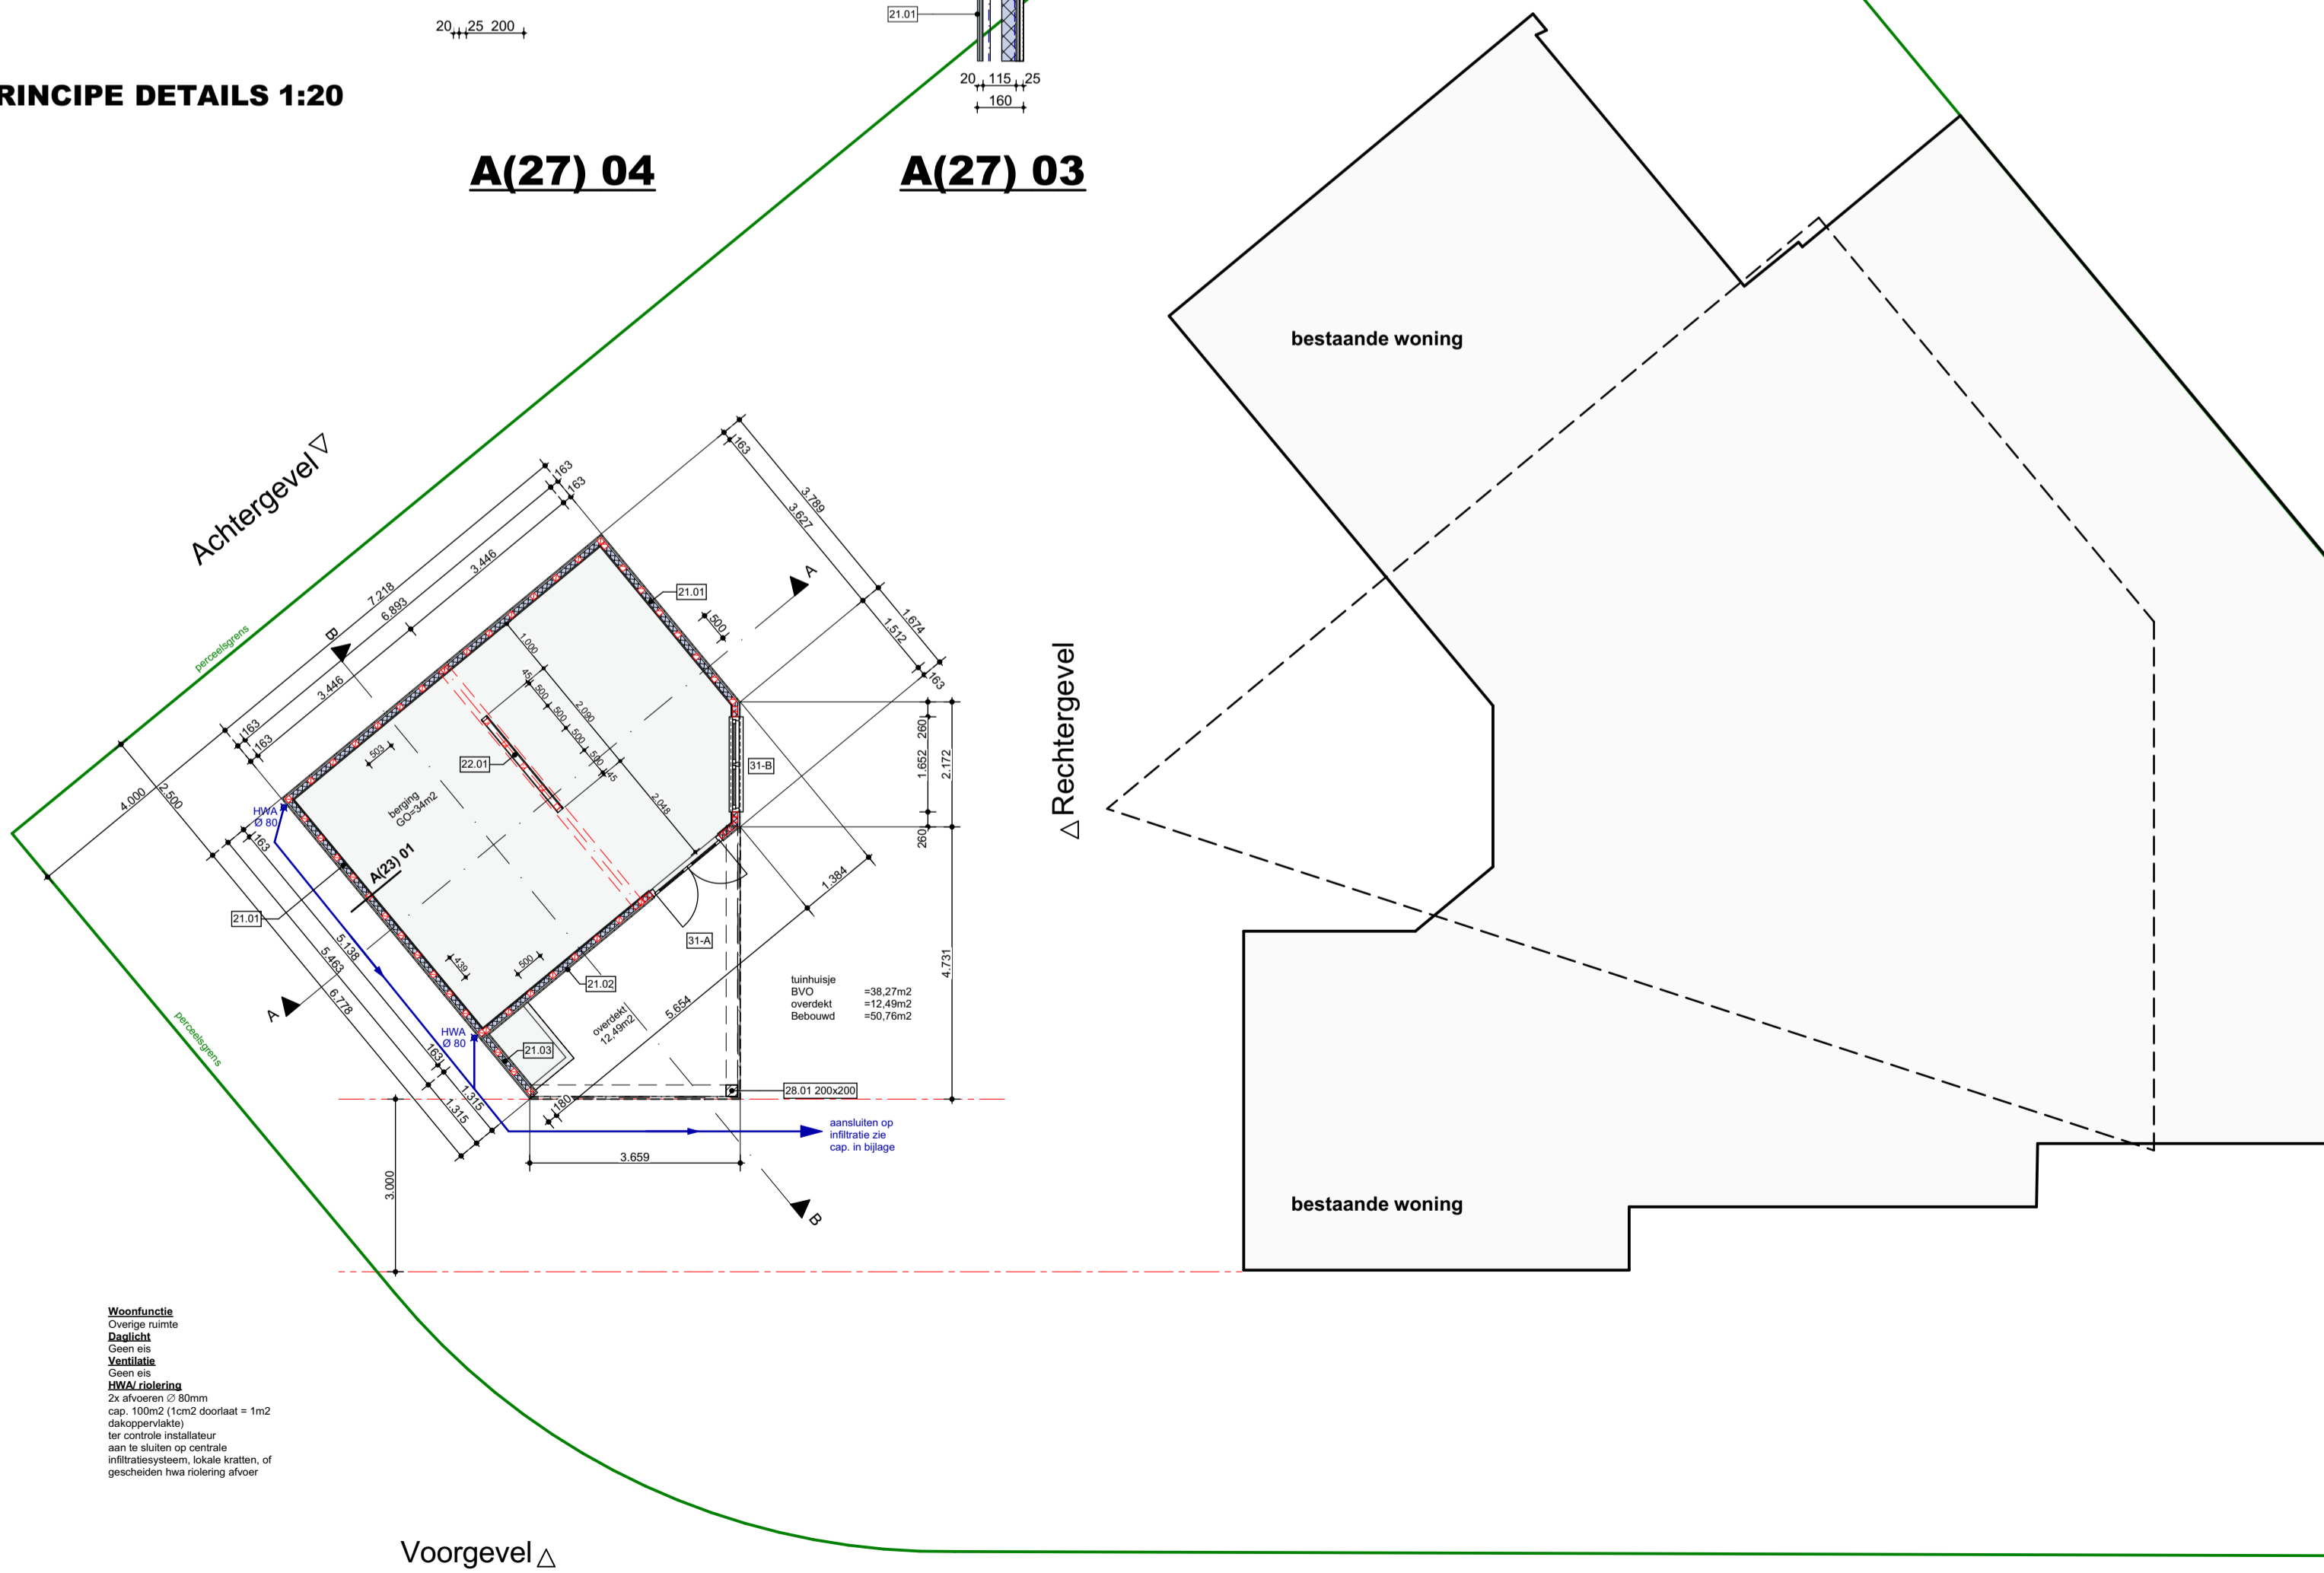 20 25 200
21.01
20 115 25
160
RINCIPE DETAILS 1:20
A(27) 04
A(27) 03
bestaande woning
Achtergevel
perceelsgrens
163
163
7.218
6.893
3.446
3.446
163
163
163
3.789
3.627
1.674
1.512
163
B
A
21.01
500
1.000
45
500
500
500
500
45
2.090
2.048
503
22.01
berging
GO=34m2
31-B
260
1.652
260
2.172
4.731
Rechtergevel
4.000
2.500
HWA
Ø 80
163
A(23) 01
21.01
5.138
5.463
6.778
439
500
21.02
31-A
1.384
5.654
A
overdekt
12,49m2
HWA
Ø 80
21.03
163
1.315
1.315
180
tuinhuisje
BVO =38,27m2
overdekt =12,49m2
Bebouwd =50,76m2
28.01 200x200
aansluiten op
infiltratie zie
cap. in bijlage
3.659
3.000
B
perceelsgrens
bestaande woning
Woonfunctie
Overige ruimte
Daglicht
Geen eis
Ventilatie
Geen eis
HWA/ riolering
2x afvoeren ∅ 80mm
cap. 100m2 (1cm2 doorlaat = 1m2
dakoppervlakte)
ter controle installateur
aan te sluiten op centrale
infiltratiesysteem, lokale kratten, of
gescheiden hwa riolering afvoer
Voorgevel